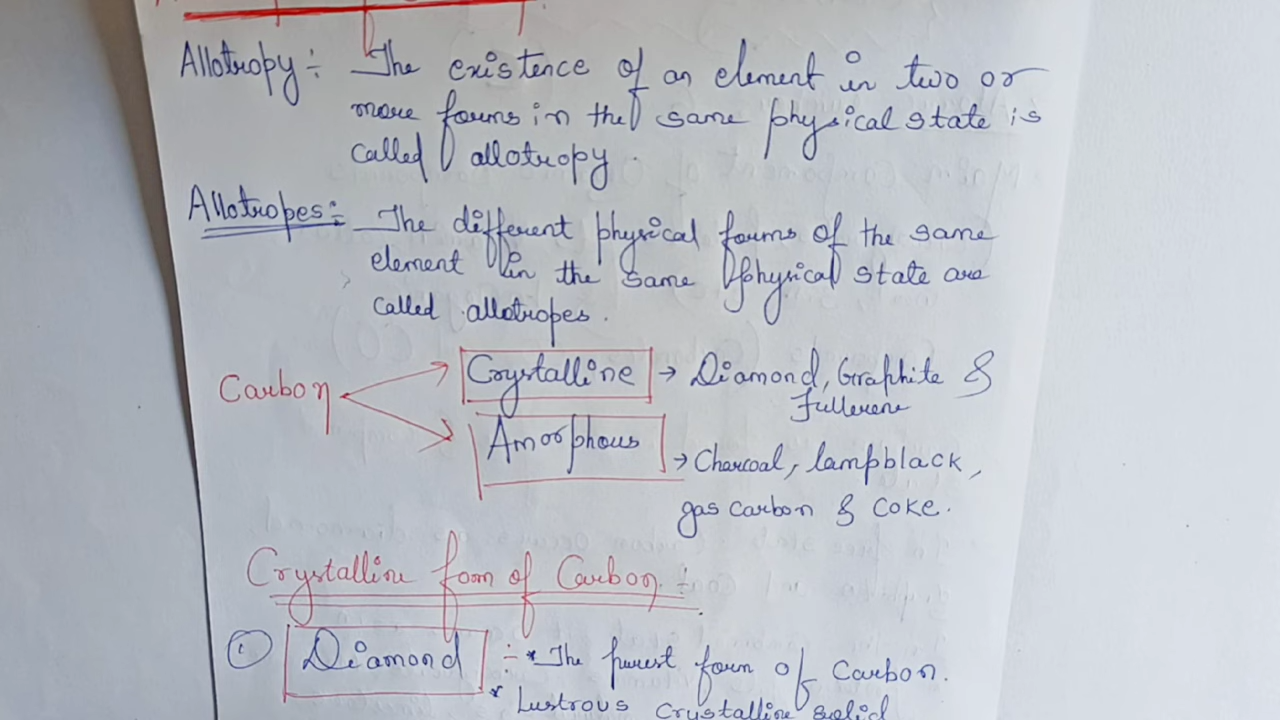 Allotropy ÷ The existence of an element in two or
more forms in the same physical state is
called allotropy.
Allotropes:- The different physical forms of the same
element in the same physical state are
called allotropes.
Carbon
Crystalline → Diamond, Graphite &
Fullerene
Amorphous
→ Charcoal, lampblack,
gas carbon & coke.
Crystalline form of Carbon :-
① Diamond ÷ * The purest form of Carbon.
* Lustrous crystalline solid